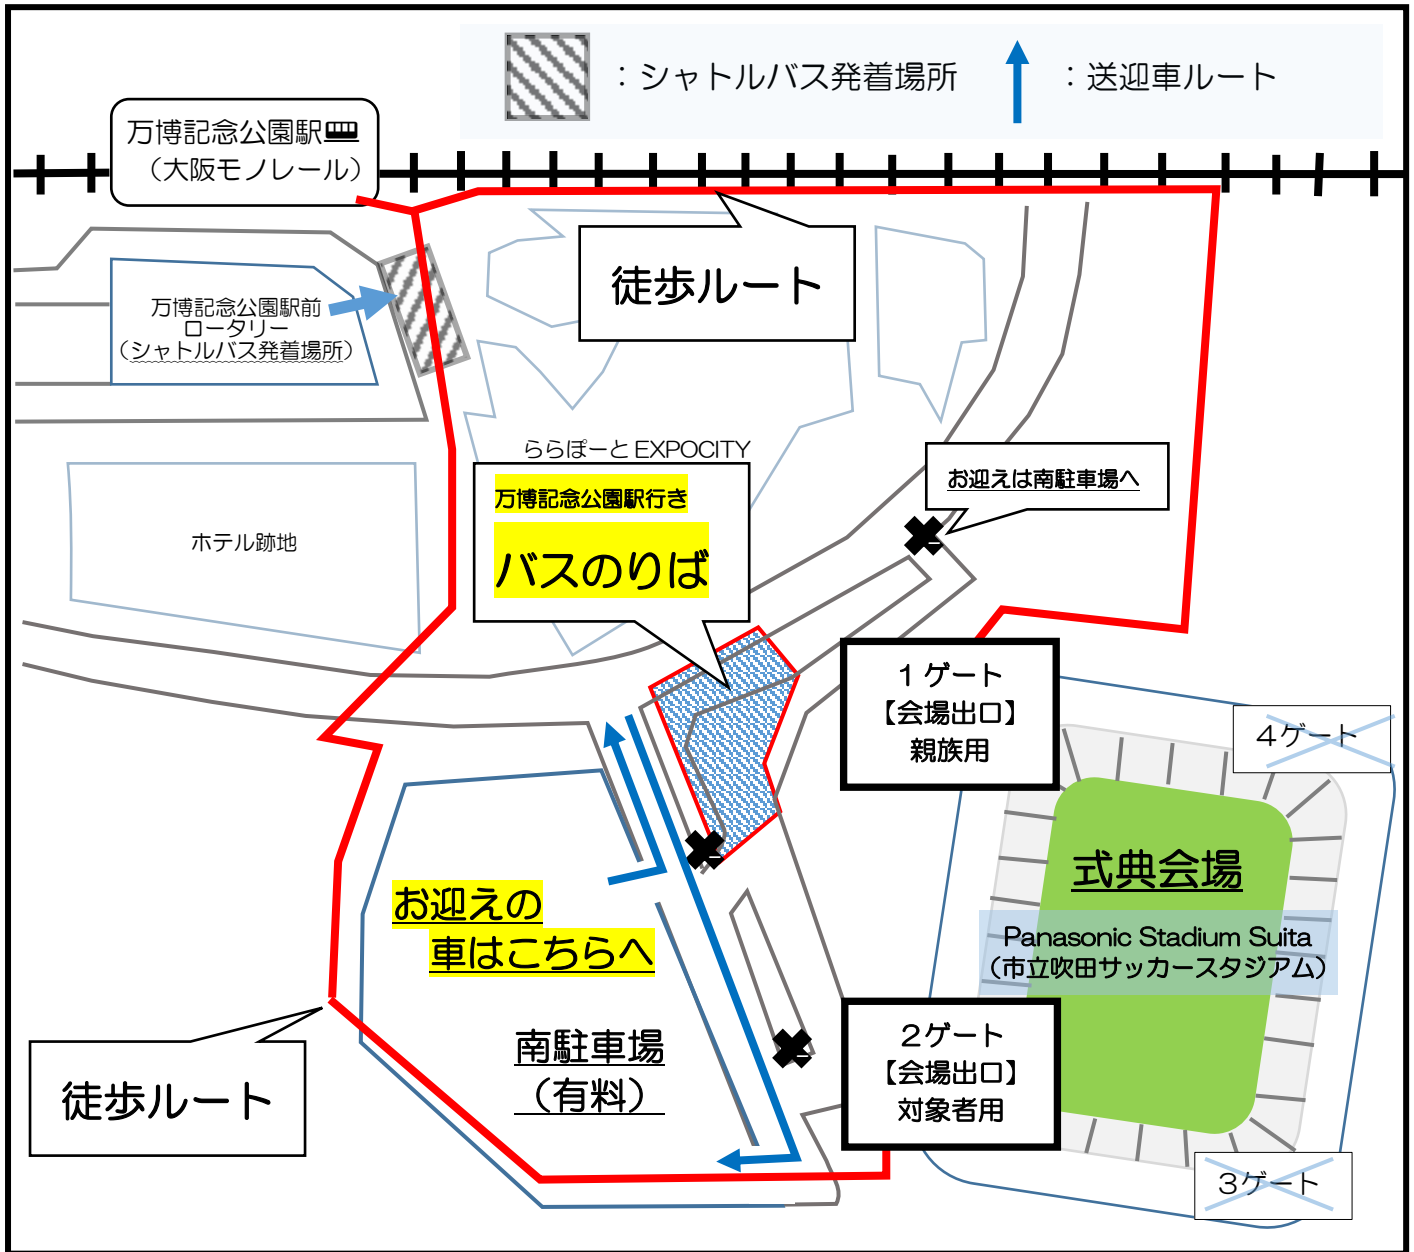 ：シャトルバス発着場所
：送迎車ルート
万博記念公園駅
（大阪モノレール）
徒歩ルート
万博記念公園駅前
ロータリー
（シャトルバス発着場所）
ららぽーと EXPOCITY
万博記念公園駅行き
バスのりば
お迎えは南駐車場へ
ホテル跡地
１ゲート
【会場出口】
親族用
４ゲート
式典会場
Panasonic Stadium Suita
（市立吹田サッカースタジアム）
お迎えの
車はこちらへ
南駐車場
（有料）
２ゲート
【会場出口】
対象者用
徒歩ルート
３ゲート